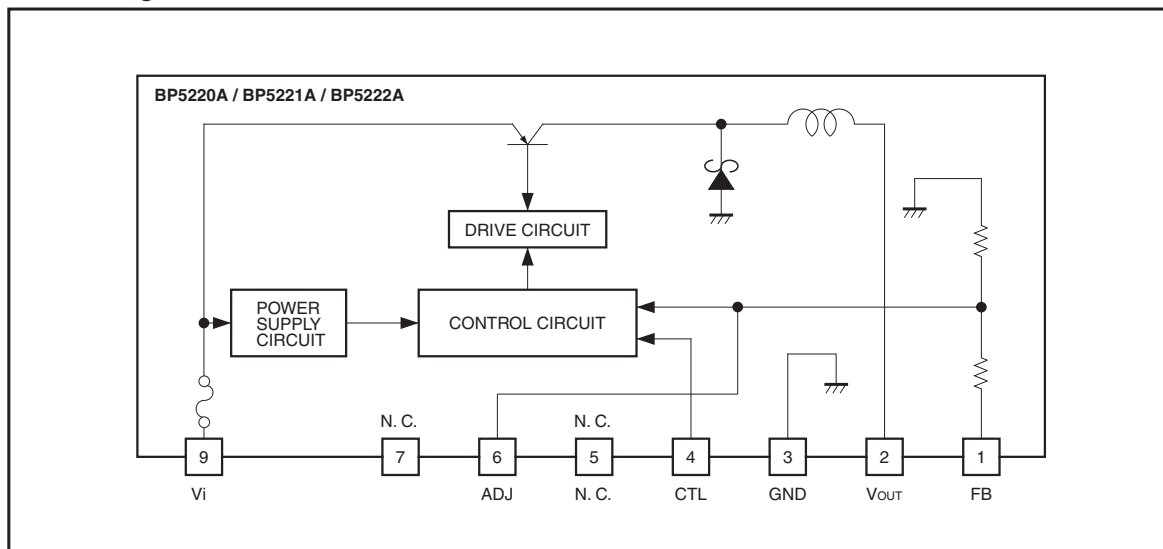 BP5220A / BP5221A / BP5222A
DRIVE CIRCUIT
POWER
SUPPLY
CIRCUIT
CONTROL CIRCUIT
N. C.
N. C.
9
7
6
5
4
3
2
1
Vi
ADJ
N. C.
CTL
GND
VOUT
FB